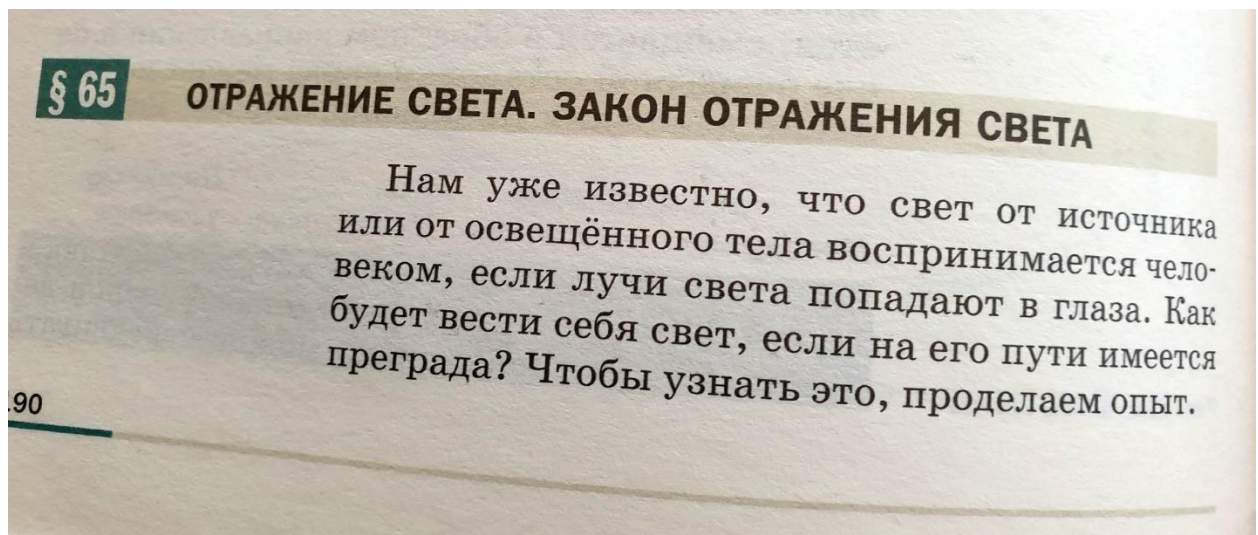 § 65
ОТРАЖЕНИЕ СВЕТА. ЗАКОН ОТРАЖЕНИЯ СВЕТА
Нам уже известно, что свет от источника
или от освещённого тела воспринимается чело-
веком, если лучи света попадают в глаза. Как
будет вести себя свет, если на его пути имеется
преграда? Чтобы узнать это, проделаем опыт.
.90